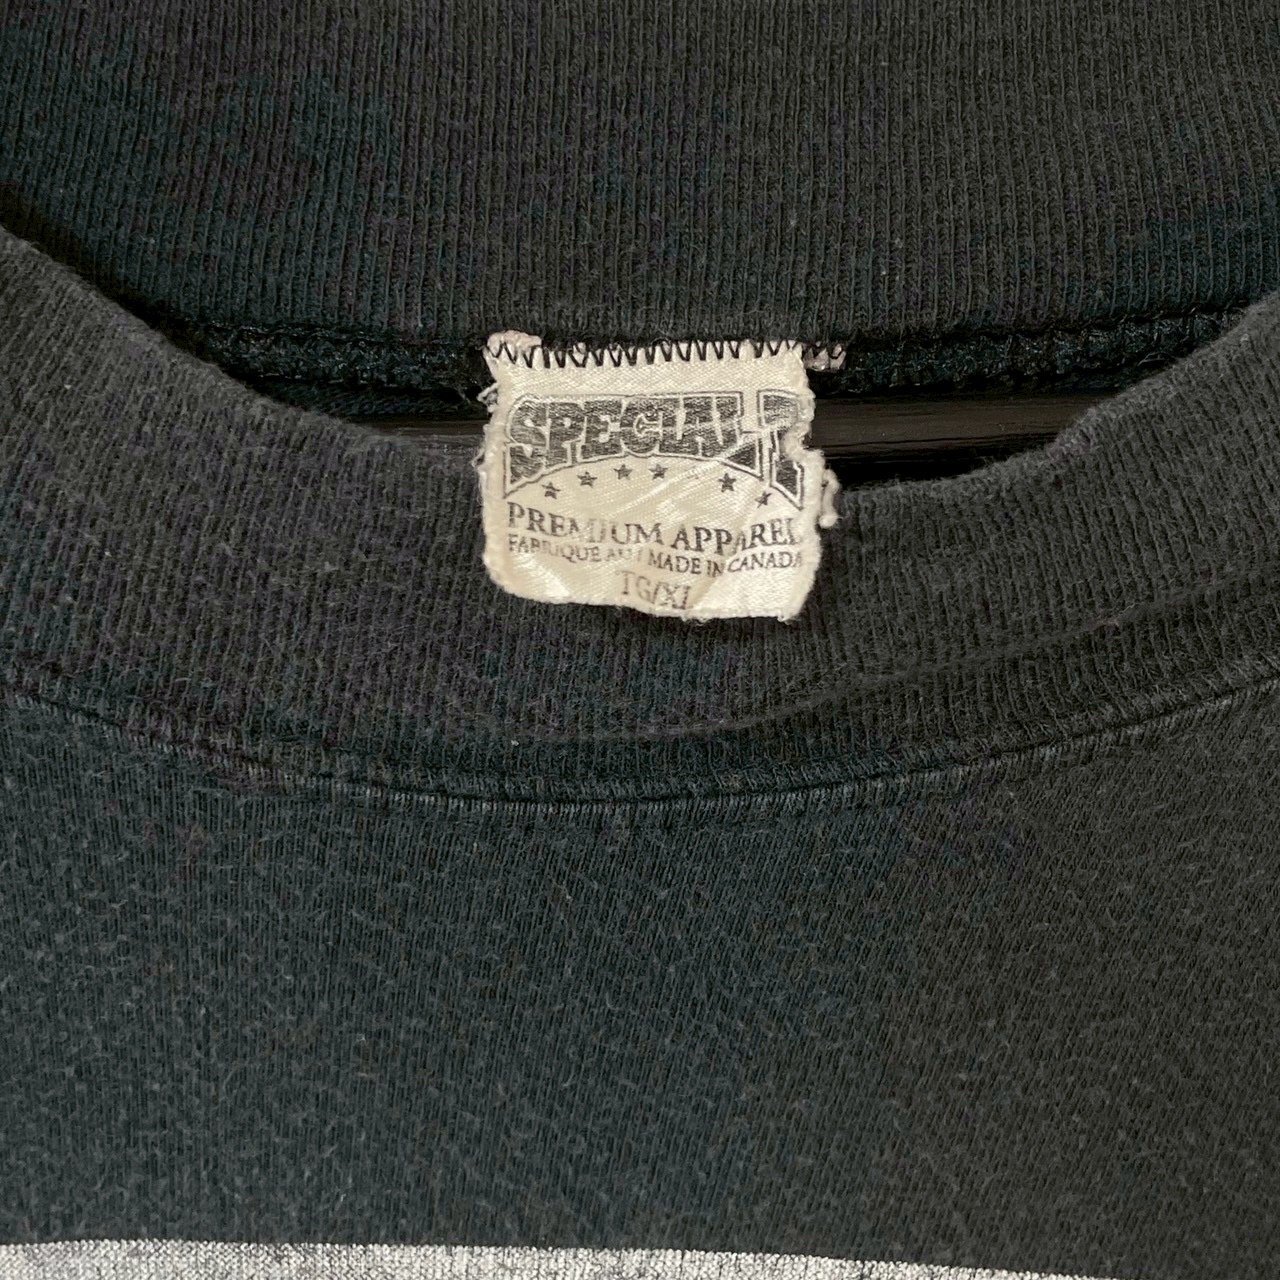 SPECIAL
PREMIUM APPAREL
FABRIQUE AU / MADE IN CANADA
TG/XL